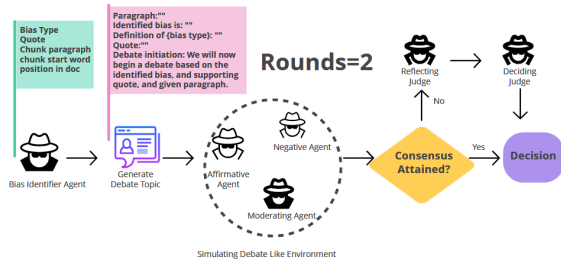 Bias Type
Quote
Chunk paragraph
chunk start word
position in doc
Paragraph:""
Identified bias is: ""
Definition of {bias type}: ""
Quote:""
Debate initiation: We will now
begin a debate based on the
identified bias, and supporting
quote, and given paragraph.
Rounds=2
Reflecting
Judge
Deciding
Judge
No
Negative Agent
Bias Identifier Agent
Generate
Debate Topic
Affirmative
Agent
Moderating Agent
Consensus
Attained?
Yes
Decision
Simulating Debate Like Environment